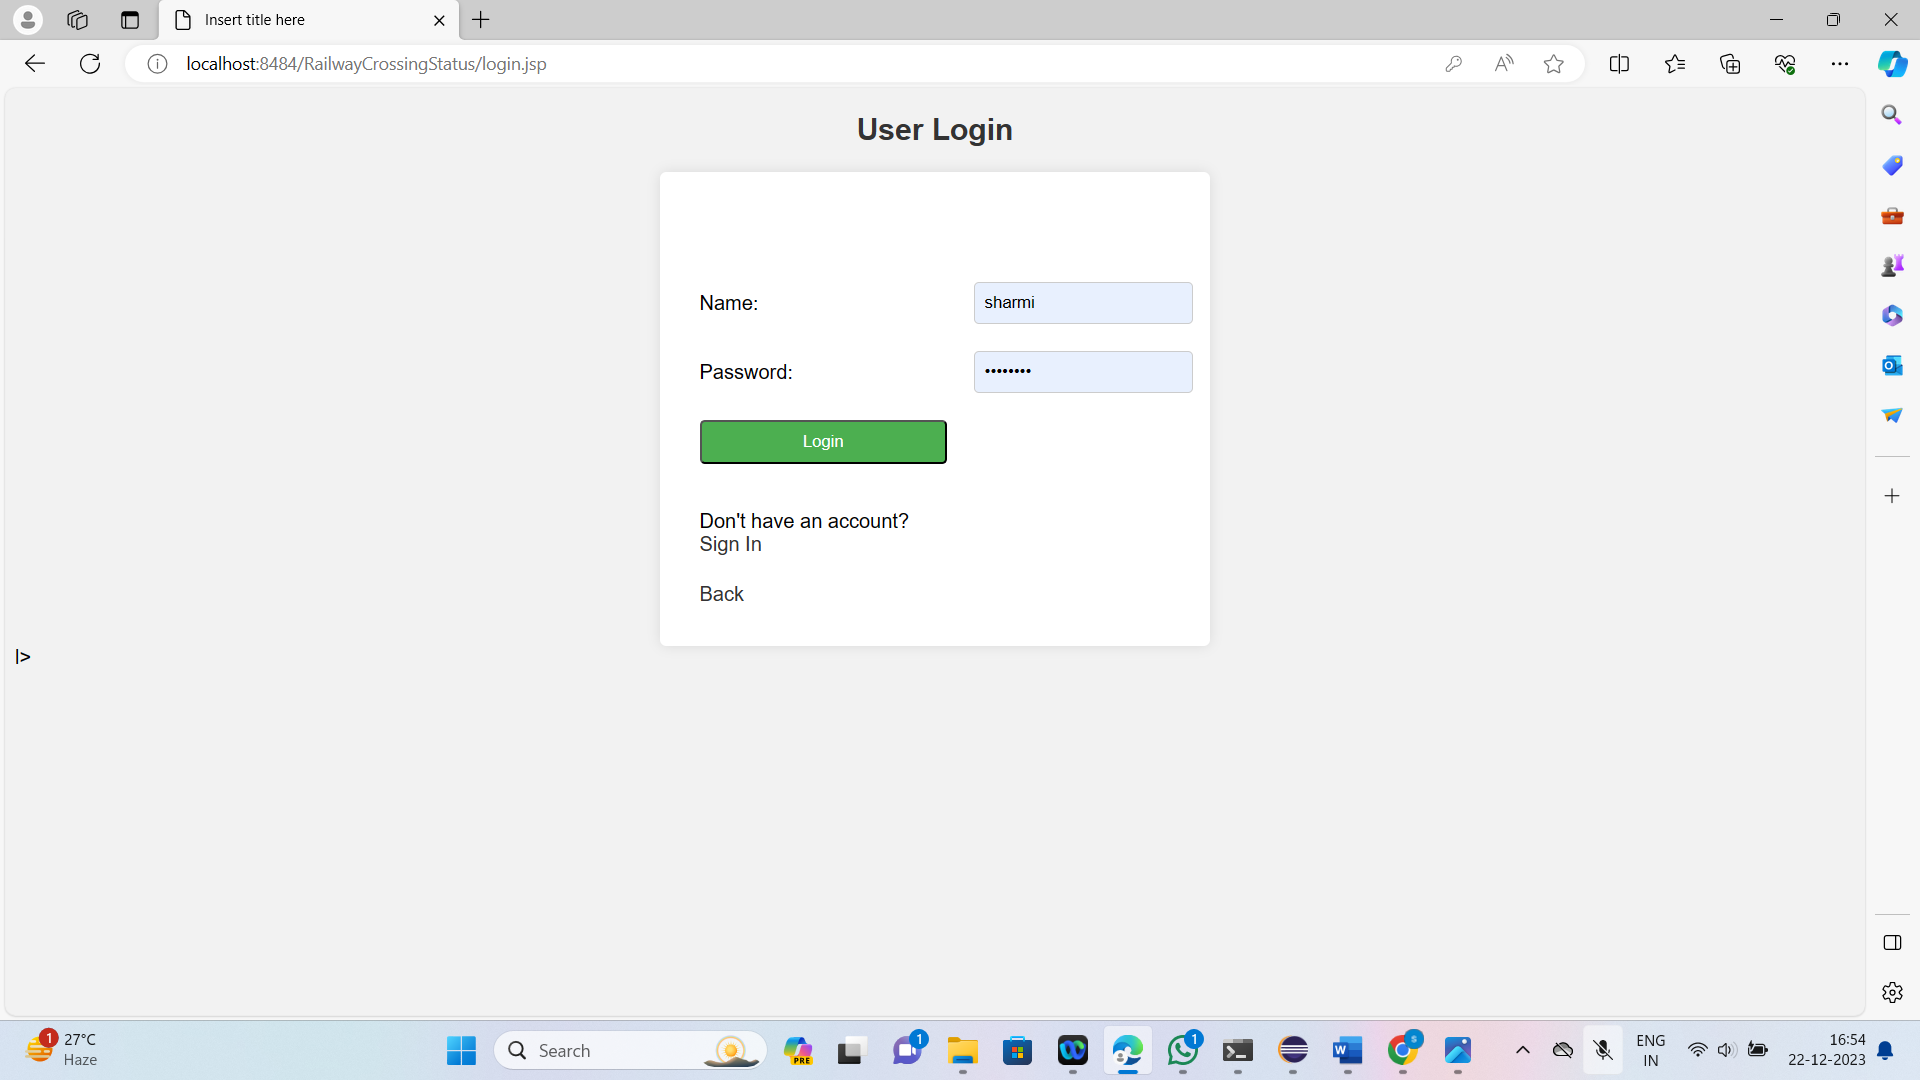 Insert title here
localhost:8484/RailwayCrossingStatus/login.jsp
User Login
Name:
sharmi
Password:
••••••••
Login
Don't have an account?
Sign In
Back
|>
1
27°C
Haze
Search
PRE
1
1
W
s
ENG
IN
16:54
22-12-2023